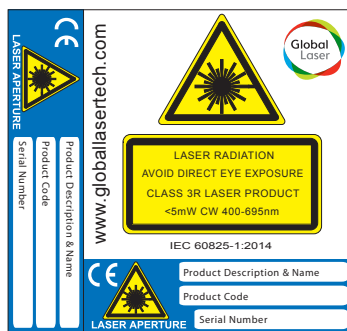 CE
LASER APERTURE
Product Description & Name
Product Code
Serial Number
www.globallasertech.com
Global
Laser
LASER RADIATION
AVOID DIRECT EYE EXPOSURE
CLASS 3R LASER PRODUCT
<5mW CW 400-695nm
IEC 60825-1:2014
CE
LASER APERTURE
Product Description & Name
Product Code
Serial Number